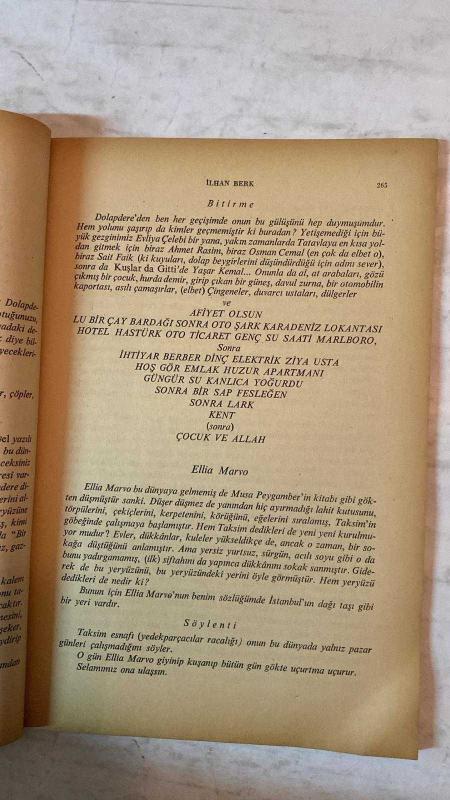 İLHAN BERK 265
Bitirme
Dolapdere'den ben her geçişimde onun bu gülüşünü hep duymuşumdur.
Hem yolunu şaşırıp da kimler geçmemiştir ki buradan? Yetişemediği için bü-
yük gezginimiz Evliya Çelebi bir yana, yakın zamanlarda Tatavlaya en kısa yol-
dan gitmek için biraz Ahmet Rasim, biraz Osman Cemal (en çok da elbet o),
biraz Sait Faik (ki kuyuları, dolap beygirlerini düşündürdüğü için adını sever),
sonra da Kuşlar da Gitti'de Yaşar Kemal... Onunla da al, at arabaları, gözü
çıkmış bir çocuk, hurda demir, girip çıkan bir güneş, davul zurna, bir otomobilin
kaportası, asılı çamaşırlar, (elbet) Çingeneler, duvarcı ustaları, dülgerler
ve
AFİYET OLSUN
LU BİR ÇAY BARDAĞI SONRA OTO ŞARK KARADENİZ LOKANTASI
HOTEL HASTÜRK OTO TİCARET GENÇ SU SAATİ MARLBORO,
Sonra
İHTİYAR BERBER DİNÇ ELEKTRİK ZİYA USTA
HOŞ GÖR EMLAK HUZUR APARTMANI
GÜNGÜR SU KANLICA YOĞURDU
SONRA BİR SAP FESLEĞEN
SONRA LARK
KENT
(sonra)
ÇOCUK VE ALLAH
Ellia Marvo
Ellia Marvo bu dünyaya gelmemiş de Musa Peygamber'in kitabı gibi gök-
ten düşmüştür sanki. Düşer düşmez de yanından hiç ayırmadığı lahit kutusunu,
törpülerini, çekiçlerini, kerpetenini, körüğünü, eğelerini sıralamış, Taksim'in
göbeğinde çalışmaya başlamıştır. Hem Taksim dedikleri de yeni yeni kurulmu-
yor mudur? Evler, dükkânlar, kuleler yükseldikçe de, ancak o zaman, bir so-
kağa düştüğünü anlamıştır. Ama yersiz yurtsuz, sürgün, acılı soyu gibi o da
bunu yadırgamamış, (ilk) siftahını da yapınca dükkânını sokak sanmıştır. Gide-
rek de bu yeryüzünü, bu yeryüzündeki yerini öyle görmüştür. Hem yeryüzü
dedikleri de nedir ki?
Bunun için Ellia Marvo'nun benim sözlüğümde İstanbul'un dağı taşı gibi
bir yeri vardır.
Söylenti
Taksim esnafı (yedekparçacılar racalığı) onun bu dünyada yalnız pazar
günleri çalışmadığını söyler.
O gün Ellia Marvo giyinip kuşanıp bütün gün gökte uçurtma uçurur.
Selamımız ona ulaşsın.